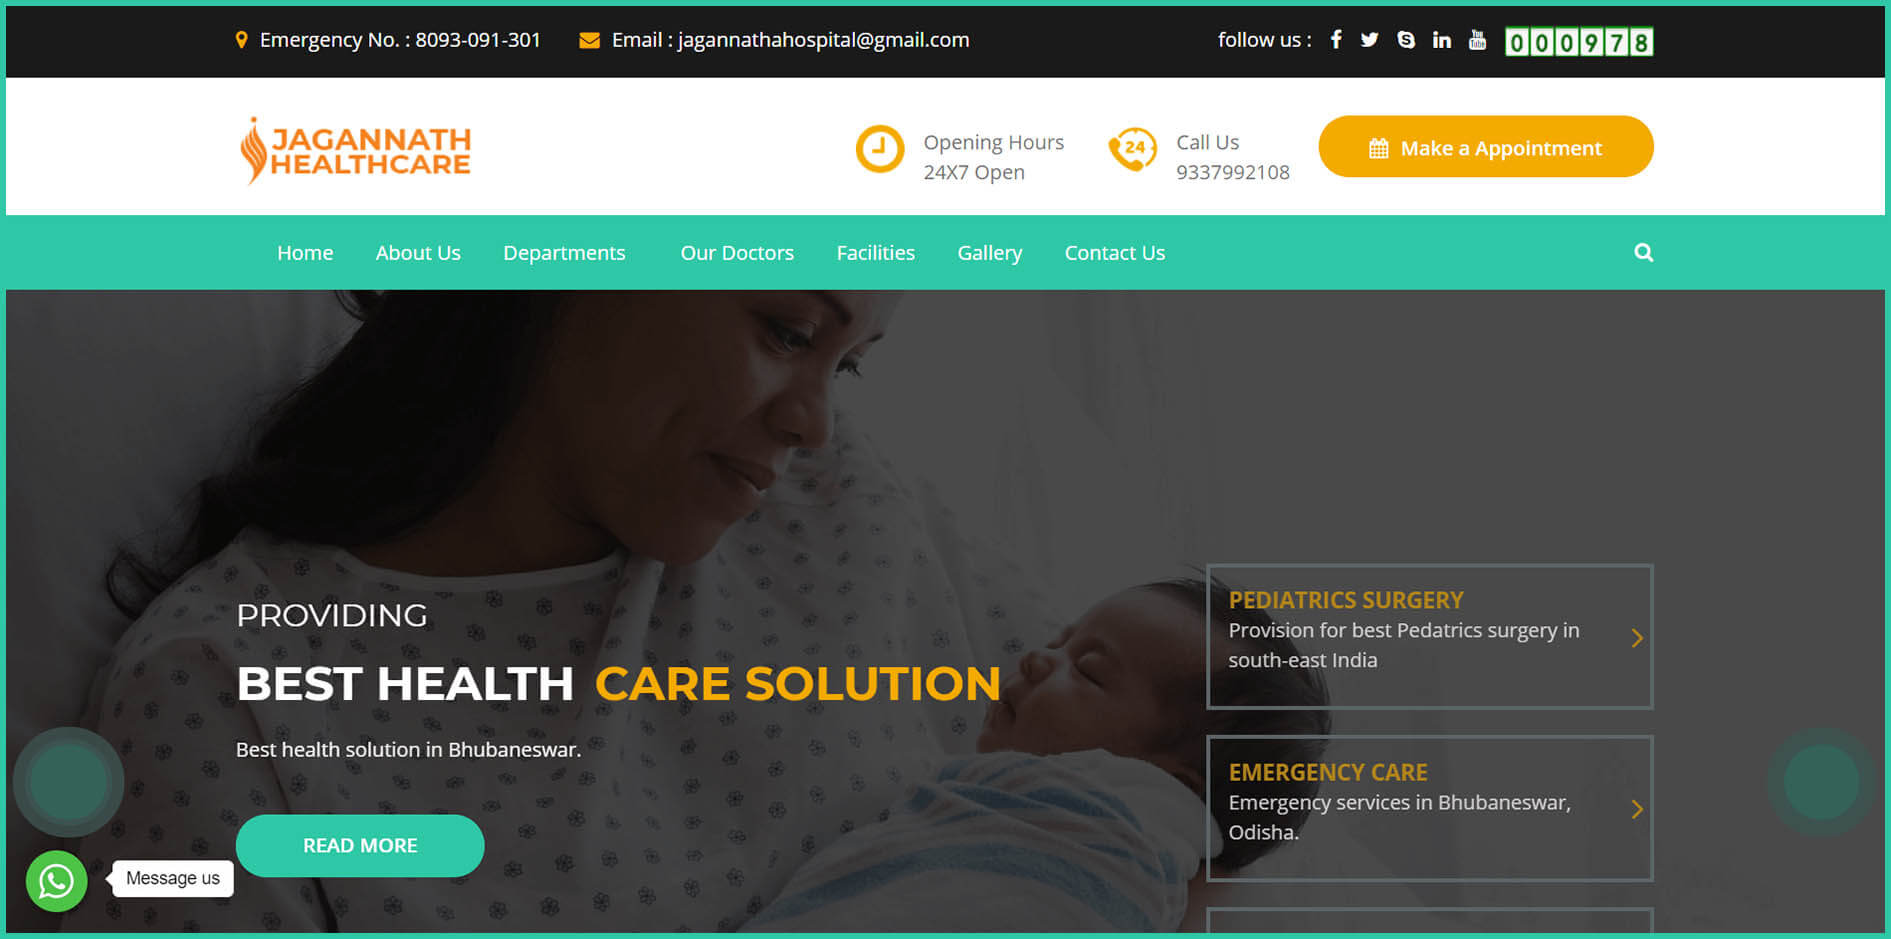 Emergency No. : 8093-091-301
Email : jagannathahospital@gmail.com
follow us :
You
Tube
000978
JAGANNATH
HEALTHCARE
Opening Hours
24X7 Open
24
Call Us
9337992108
Make a Appointment
Home
About Us
Departments
Our Doctors
Facilities
Gallery
Contact Us
PROVIDING
BEST HEALTH CARE SOLUTION
Best health solution in Bhubaneswar.
READ MORE
Message us
PEDIATRICS SURGERY
Provision for best Pedatrics surgery in
south-east India
EMERGENCY CARE
Emergency services in Bhubaneswar,
Odisha.